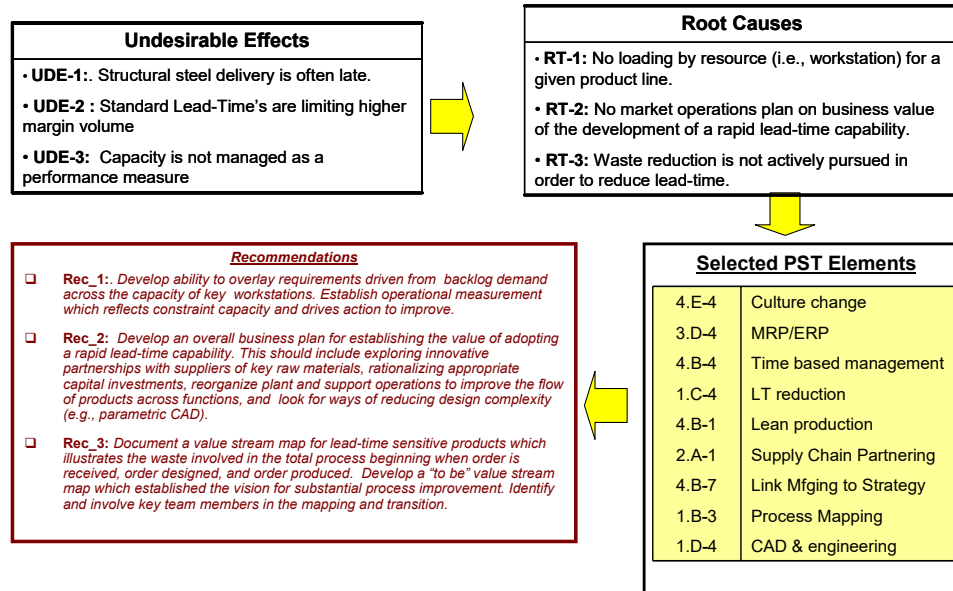 Undesirable Effects
• UDE-1:. Structural steel delivery is often late.
• UDE-2 : Standard Lead-Time's are limiting higher
margin volume
• UDE-3: Capacity is not managed as a
performance measure
Root Causes
• RT-1: No loading by resource (i.e., workstation) for a
given product line.
• RT-2: No market operations plan on business value
of the development of a rapid lead-time capability.
• RT-3: Waste reduction is not actively pursued in
order to reduce lead-time.
Recommendations
❑ Rec_1:. Develop ability to overlay requirements driven from backlog demand
across the capacity of key workstations. Establish operational measurement
which reflects constraint capacity and drives action to improve.
❑ Rec_2: Develop an overall business plan for establishing the value of adopting
a rapid lead-time capability. This should include exploring innovative
partnerships with suppliers of key raw materials, rationalizing appropriate
capital investments, reorganize plant and support operations to improve the flow
of products across functions, and look for ways of reducing design complexity
(e.g., parametric CAD).
❑ Rec_3: Document a value stream map for lead-time sensitive products which
illustrates the waste involved in the total process beginning when order is
received, order designed, and order produced. Develop a "to be" value stream
map which established the vision for substantial process improvement. Identify
and involve key team members in the mapping and transition.
Selected PST Elements
4.E-4 Culture change
3.D-4 MRP/ERP
4.B-4 Time based management
1.C-4 LT reduction
4.B-1 Lean production
2.A-1 Supply Chain Partnering
4.B-7 Link Mfging to Strategy
1.B-3 Process Mapping
1.D-4 CAD & engineering